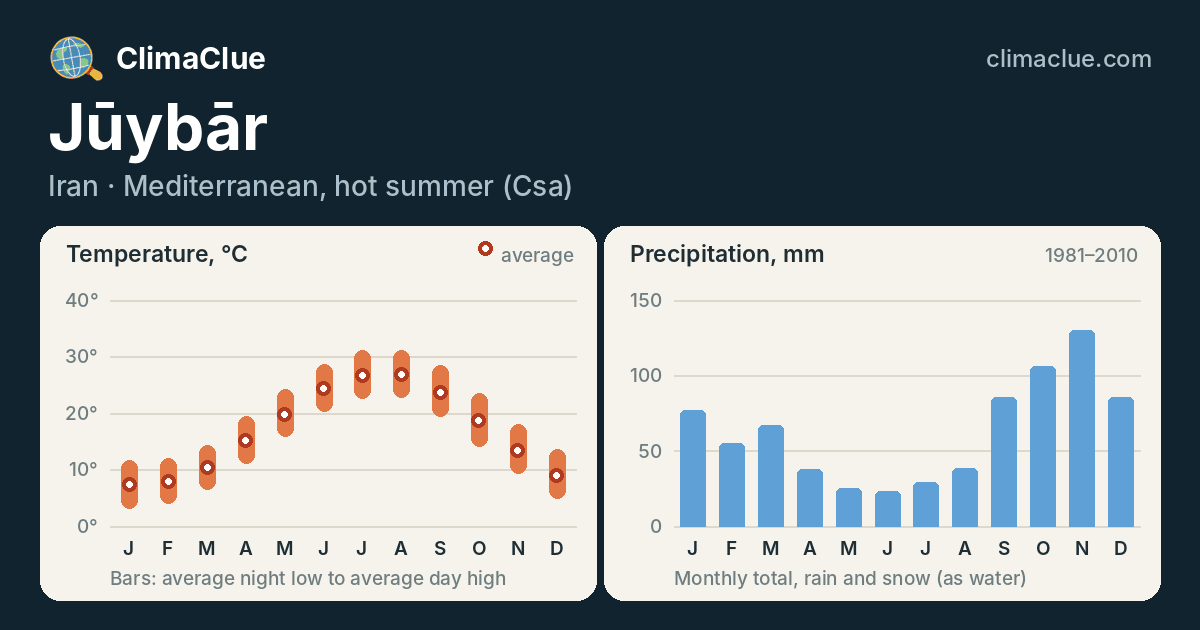 ClimaClue
climaclue.com
Jūybār
Iran · Mediterranean, hot summer (Csa)
Temperature, °C
average
40°
30°
20°
10°
0°
J F M A M J J A S O N D
Bars: average night low to average day high
Precipitation, mm
1981–2010
150
100
50
0
J F M A M J J A S O N D
Monthly total, rain and snow (as water)